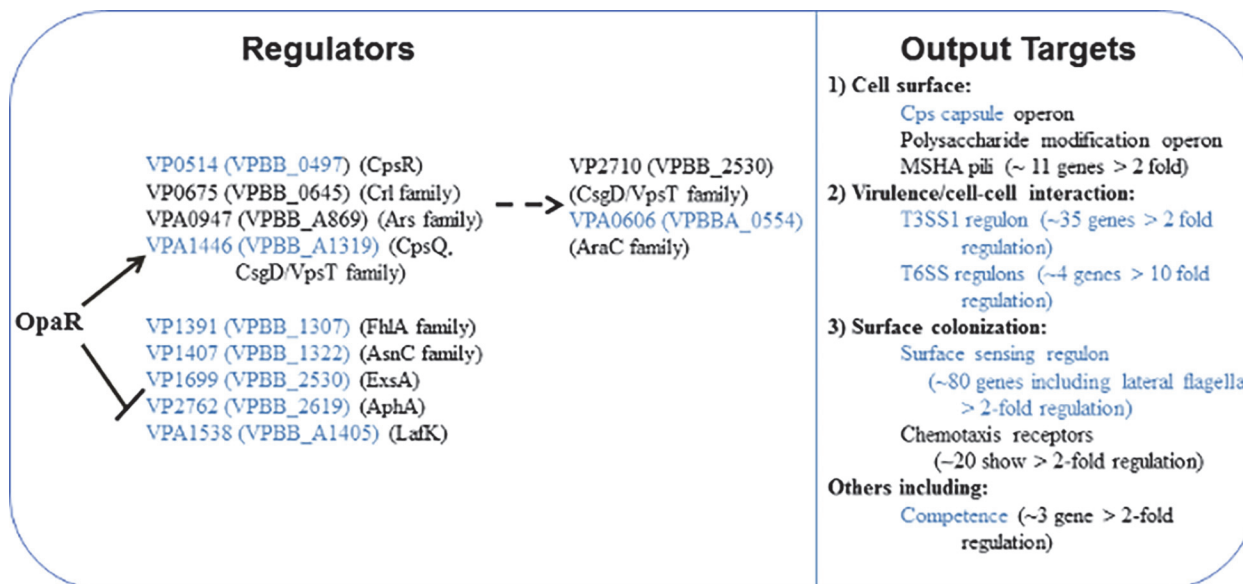 Regulators
VP0514 (VPBB_0497) (CpsR)
VP0675 (VPBB_0645) (Crl family)
VPA0947 (VPBB_A869) (Ars family)
VPA1446 (VPBB_A1319) (CpsQ,
CsgD/VpsT family)
VP2710 (VPBB_2530)
(CsgD/VpsT family)
VPA0606 (VPBBA_0554)
(AraC family)
OpaR
VP1391 (VPBB_1307) (FhlA family)
VP1407 (VPBB_1322) (AsnC family)
VP1699 (VPBB_2530) (ExsA)
VP2762 (VPBB_2619) (AphA)
VPA1538 (VPBB_A1405) (LafK)
Output Targets
1) Cell surface:
Cps capsule operon
Polysaccharide modification operon
MSHA pili (~ 11 genes > 2 fold)
2) Virulence/cell-cell interaction:
T3SS1 regulon (~35 genes > 2 fold
regulation)
T6SS regulons (~4 genes > 10 fold
regulation)
3) Surface colonization:
Surface sensing regulon
(~80 genes including lateral flagella
> 2-fold regulation)
Chemotaxis receptors
(~20 show > 2-fold regulation)
Others including:
Competence (~3 gene > 2-fold
regulation)